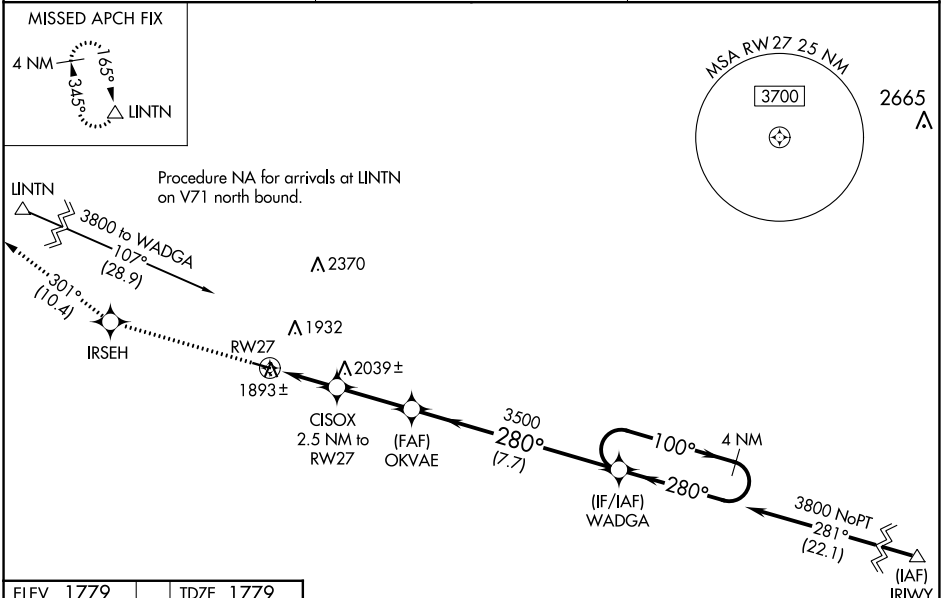 MISSED APCH FIX
4 NM
165°
345°
LINTN
MSA RW 27 25 NM
3700
2665
Procedure NA for arrivals at LINTN
on V71 north bound.
LINTN
3800 to WADGA
107°
(28.9)
2370
301°
(10.4)
1932
IRSEH
RW27
2039±
1893±
CISOX
2.5 NM to
RW27
(FAF)
OKVAE
3500
280°
(7.7)
100°
4 NM
280°
(IF/IAF)
WADGA
3800 NoPT
281°
(22.1)
(IAF)
IRIWY
ELEV 1779
TDZE 1779